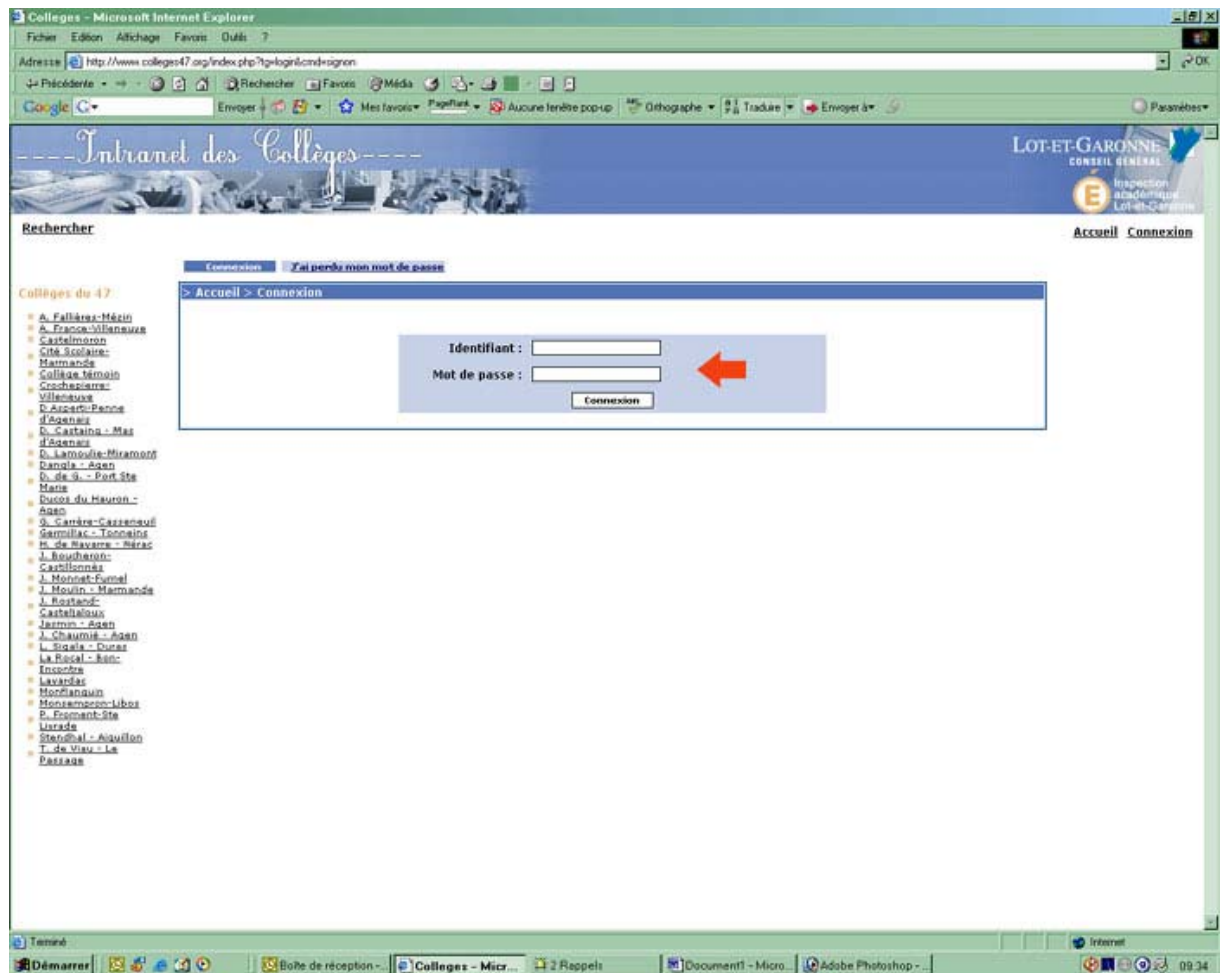 Colleges - Microsoft Internet Explorer
Fichier Edition Affichage Favoris Outils ?
Adresse http://www.colleges47.org/index.php?tg=login&cmd=signon OK
Précédente Rechercher Favoris Média
Google Envoyer Mes favoris PageRank Aucune fenêtre pop-up Orthographe Traduire Envoyer à Paramètres
----Intranet des Collèges----
LOT-ET-GARONNE
CONSEIL GÉNÉRAL
Inspection
académique
Lot-et-Garonne
Rechercher
Accueil Connexion
Connexion J'ai perdu mon mot de passe
Collèges du 47
> Accueil > Connexion
Identifiant :
Mot de passe :
Connexion
A. Fallières-Mézin
A. France-Villeneuve
Castelmoron
Cité Scolaire-
Marmande
Collège témoin
Crochepierre-
Villeneuve
D Asperti-Penne
d'Agenais
D. Castaing - Mas
d'Agenais
D. Lamoulie-Miramont
Dangla - Agen
D. de G. - Port Ste
Marie
Ducos du Hauron -
Agen
G. Carrère-Casseneuil
Germillac - Tonneins
H. de Navarre - Nérac
J. Boucheron-
Castillonnès
J. Monnet-Fumel
J. Moulin - Marmande
J. Rostand-
Casteljaloux
Jasmin - Agen
J. Chaumié - Agen
L. Sigala - Duras
La Rocal - Bon-
Encontre
Lavardac
Monflanquin
Monsempron-Libos
P. Froment-Ste
Livrade
Stendhal - Aiguillon
T. de Viau - Le
Passage
Terminé Internet
Démarrer Boîte de réception -... Colleges - Micr... 2 Rappels Document1 - Micro... Adobe Photoshop - ... 09:34